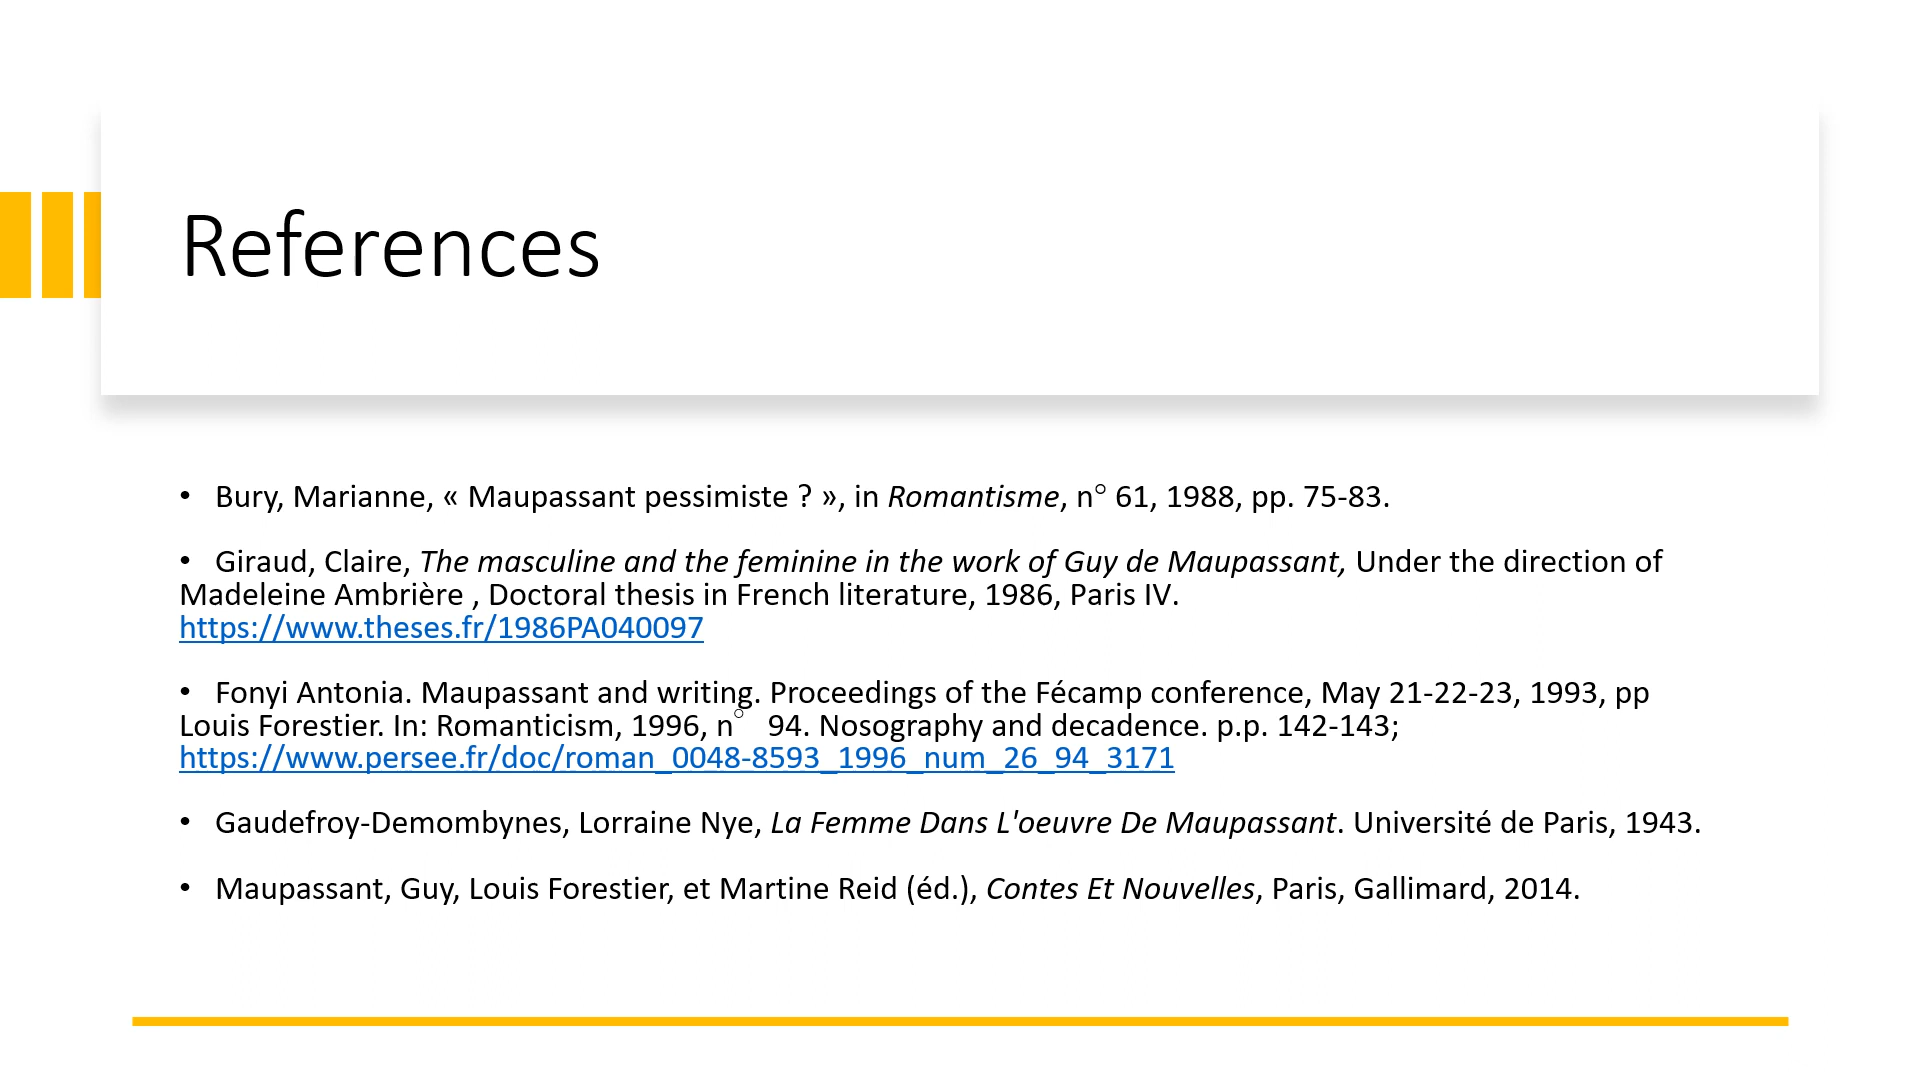 References
• Bury, Marianne, « Maupassant pessimiste ? », in Romantisme, n° 61, 1988, pp. 75-83.
• Giraud, Claire, The masculine and the feminine in the work of Guy de Maupassant, Under the direction of
Madeleine Ambrière , Doctoral thesis in French literature, 1986, Paris IV.
https://www.theses.fr/1986PA040097
• Fonyi Antonia. Maupassant and writing. Proceedings of the Fécamp conference, May 21-22-23, 1993, pp
Louis Forestier. In: Romanticism, 1996, n° 94. Nosography and decadence. p.p. 142-143;
https://www.persee.fr/doc/roman_0048-8593_1996_num_26_94_3171
• Gaudefroy-Demombynes, Lorraine Nye, La Femme Dans L'oeuvre De Maupassant. Université de Paris, 1943.
• Maupassant, Guy, Louis Forestier, et Martine Reid (éd.), Contes Et Nouvelles, Paris, Gallimard, 2014.